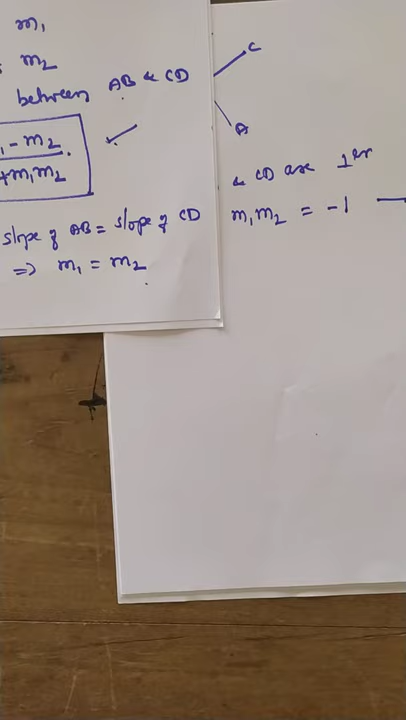 m₁
m₂
between AB & CD
- m₂
m₁m₂
slope of AB = slope of CD
=> m₁ = m₂
C
A
& CD are ⊥er
m₁m₂ = -1